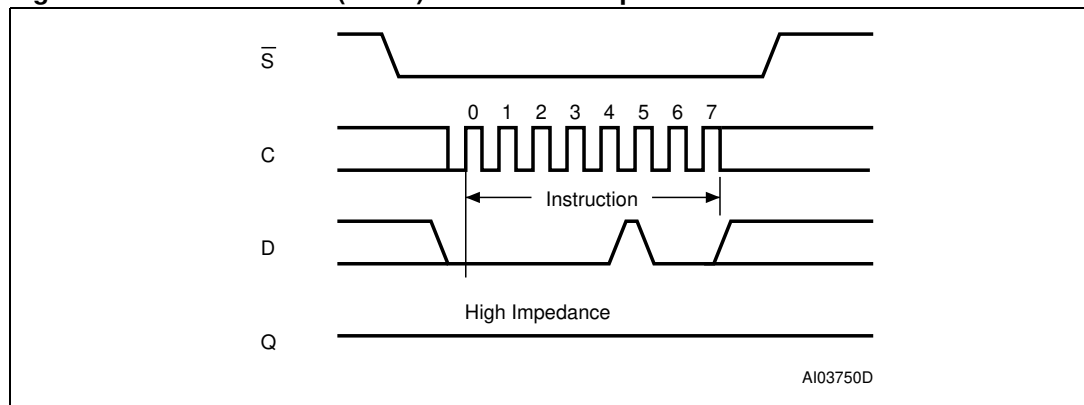 S̅
0 1 2 3 4 5 6 7
C
Instruction
D
High Impedance
Q
AI03750D